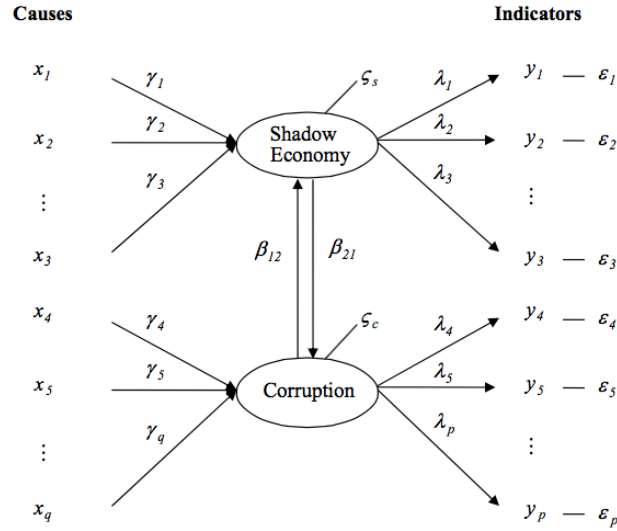 Causes Indicators
x1 γ1 ςs λ1 y1 — ε1
x2 γ2 Shadow Economy λ2 y2 — ε2
⋮ γ3 λ3 ⋮
x3 β12 β21 y3 — ε3
x4 γ4 ςc λ4 y4 — ε4
x5 γ5 Corruption λ5 y5 — ε5
⋮ γq λp ⋮
xq yp — εp